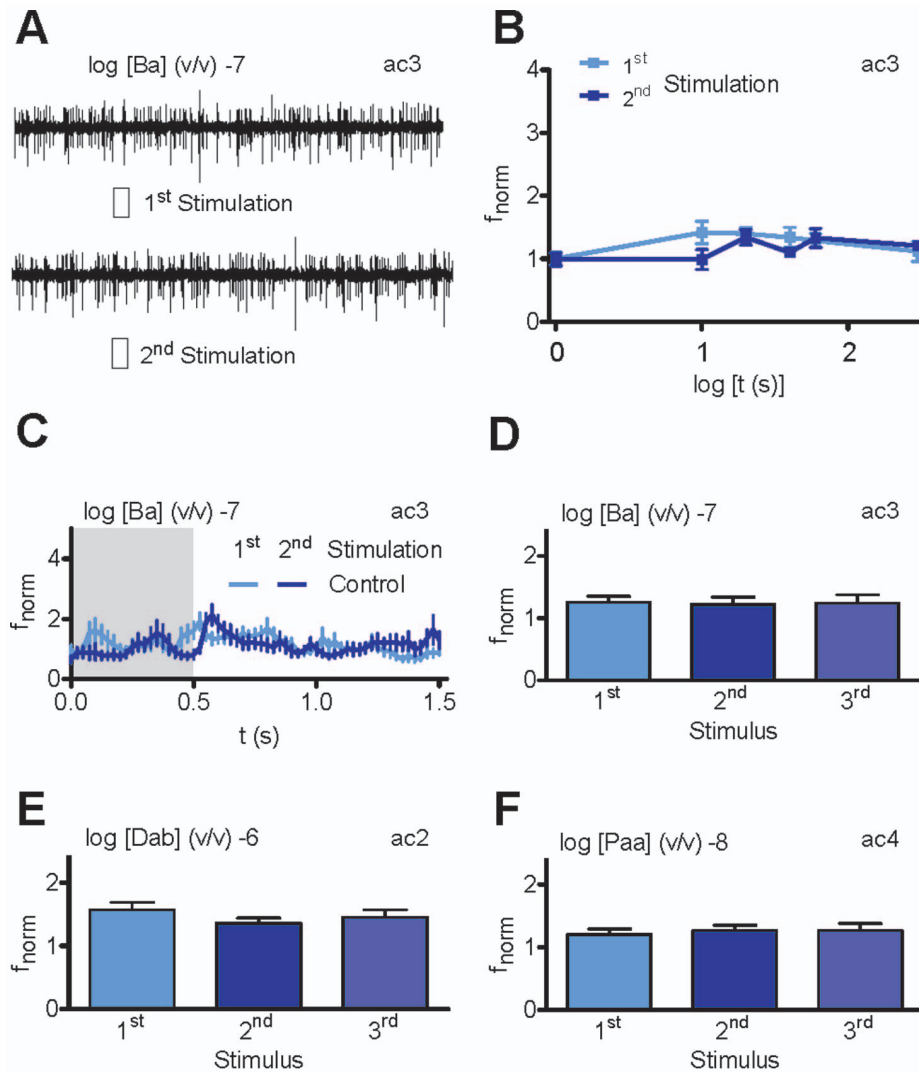 A
log [Ba] (v/v) -7 ac3
1st Stimulation
2nd Stimulation
B
1st
2nd
Stimulation
ac3
4
3
2
1
0
fnorm
0 1 2
log [t (s)]
C
log [Ba] (v/v) -7 ac3
1st 2nd Stimulation
Control
4
2
0
fnorm
0.0 0.5 1.0 1.5
t (s)
D
log [Ba] (v/v) -7 ac3
2
1
0
fnorm
1st 2nd 3rd
Stimulus
E
log [Dab] (v/v) -6 ac2
2
1
0
fnorm
1st 2nd 3rd
Stimulus
F
log [Paa] (v/v) -8 ac4
2
1
0
fnorm
1st 2nd 3rd
Stimulus